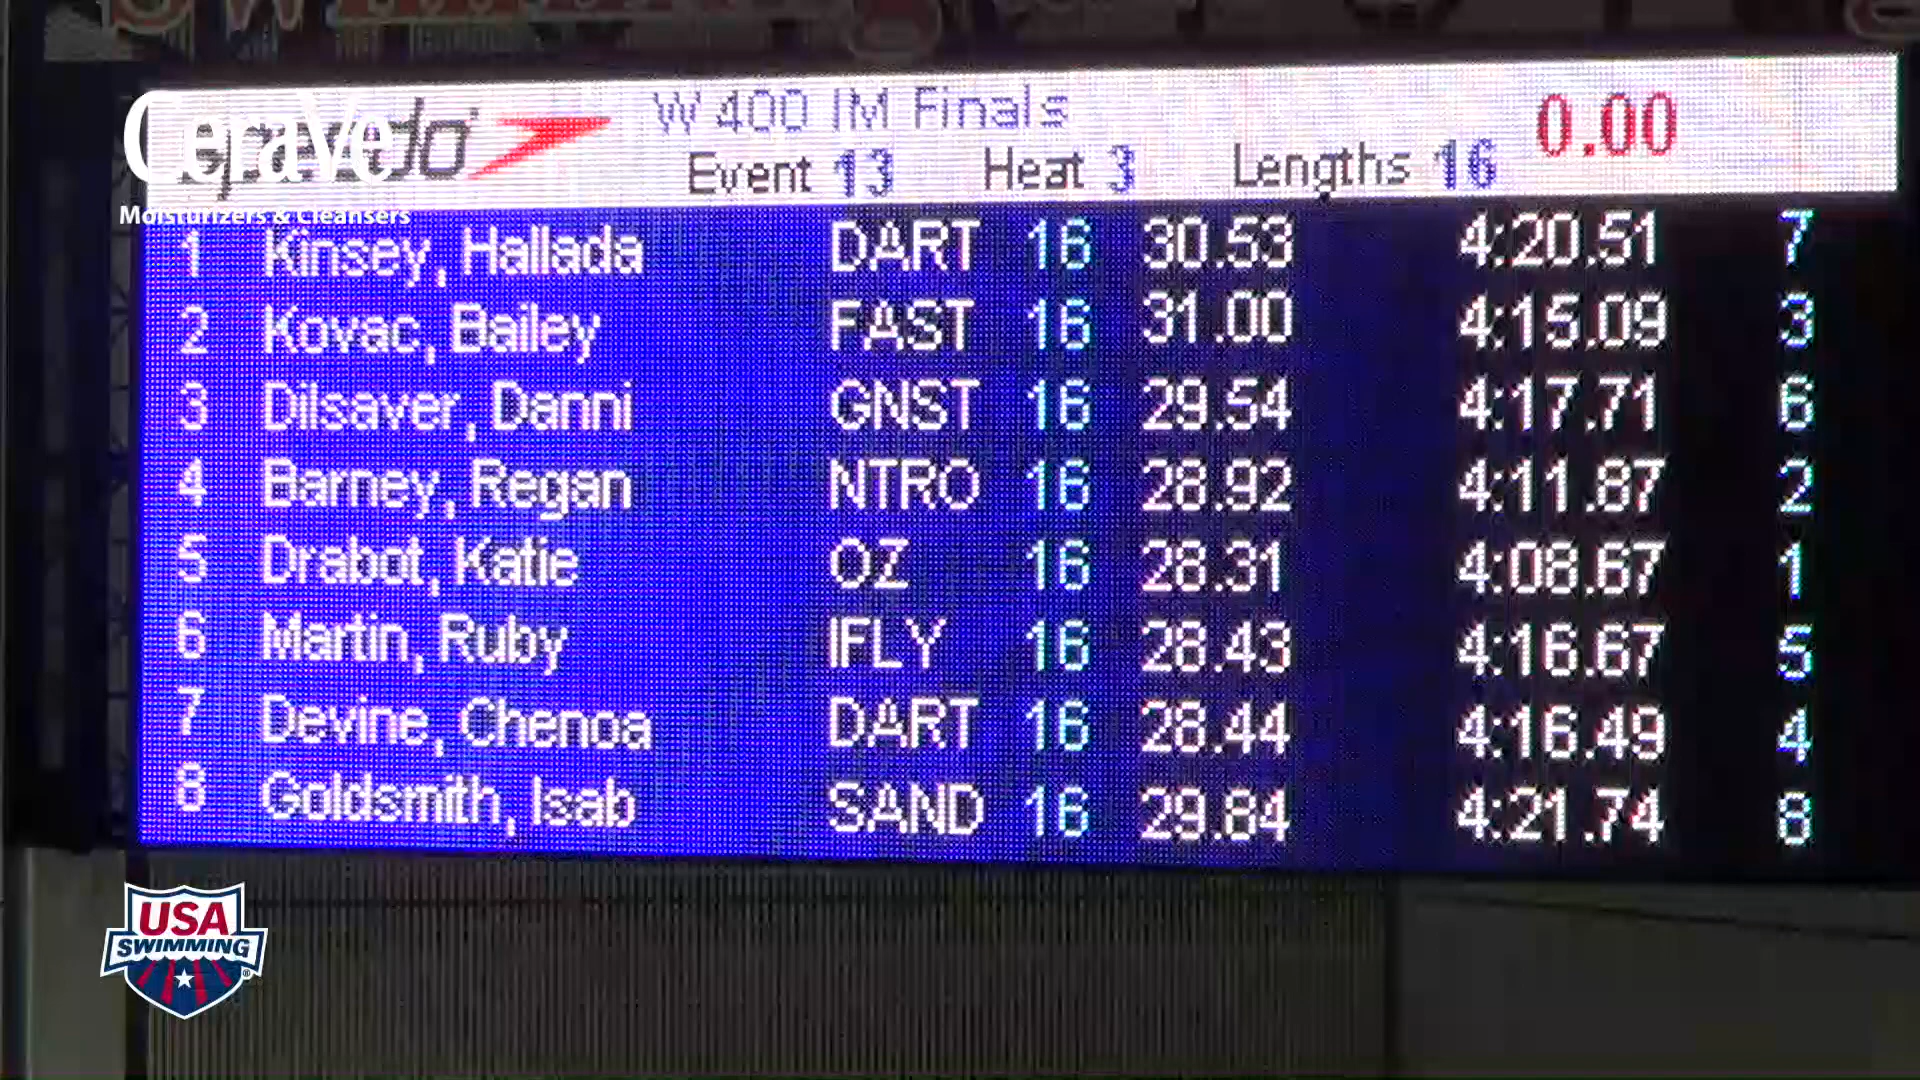 CeraVe
Moisturizers & Cleansers
speedo
W 400 IM Finals 0.00
Event 13 Heat 3 Lengths 16
1 Kinsey, Hallada DART 16 30.53 4:20.51 7
2 Kovac, Bailey FAST 16 31.00 4:15.09 3
3 Dilsaver, Danni GNST 16 29.54 4:17.71 6
4 Barney, Regan NTRO 16 28.92 4:11.87 2
5 Drabot, Katie OZ 16 28.31 4:08.67 1
6 Martin, Ruby IFLY 16 28.43 4:16.67 5
7 Devine, Chenoa DART 16 28.44 4:16.49 4
8 Goldsmith, Isab SAND 16 29.84 4:21.74 8
USA
SWIMMING